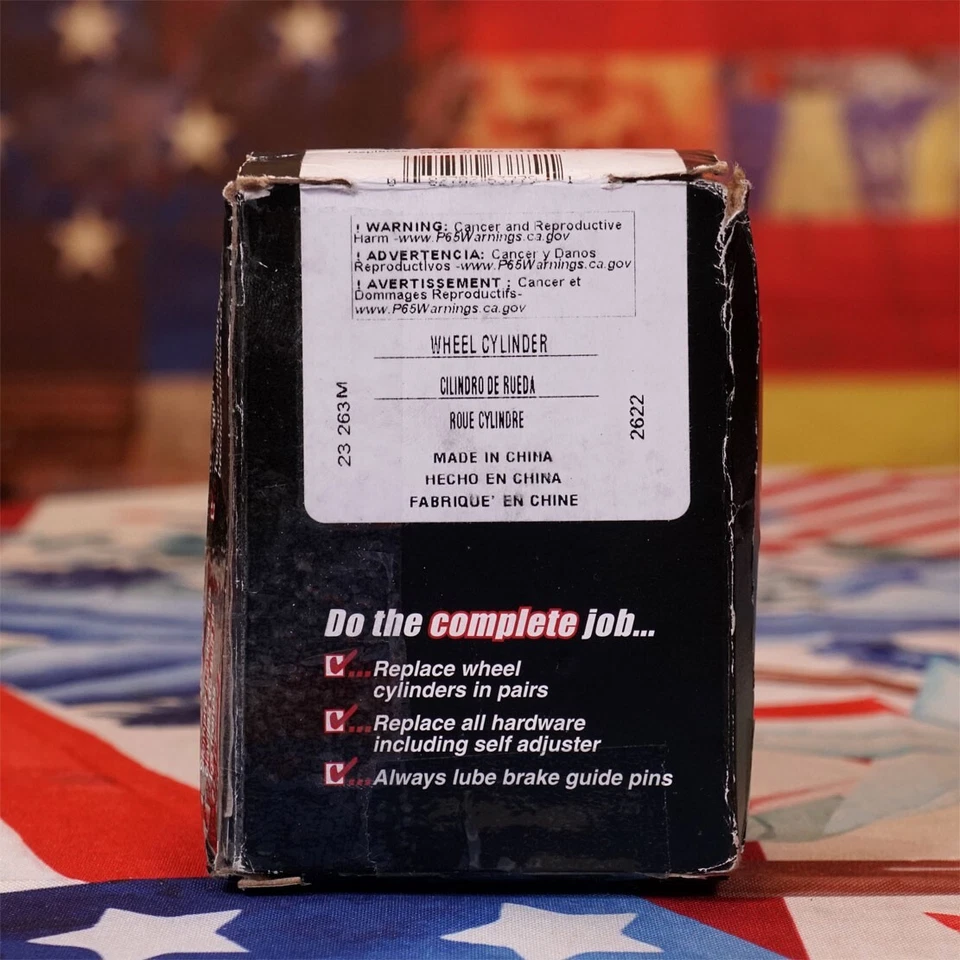 ! WARNING: Cancer and Reproductive
Harm -www.P65Warnings.ca.gov
! ADVERTENCIA: Cancer y Danos
Reproductivos -www.P65Warnings.ca.gov
! AVERTISSEMENT : Cancer et
Dommages Reproductifs-
www.P65Warnings.ca.gov
WHEEL CYLINDER
CILINDRO DE RUEDA
ROUE CYLINDRE
23 263M
2622
MADE IN CHINA
HECHO EN CHINA
FABRIQUE' EN CHINE
Do the complete job...
...Replace wheel
cylinders in pairs
...Replace all hardware
including self adjuster
...Always lube brake guide pins